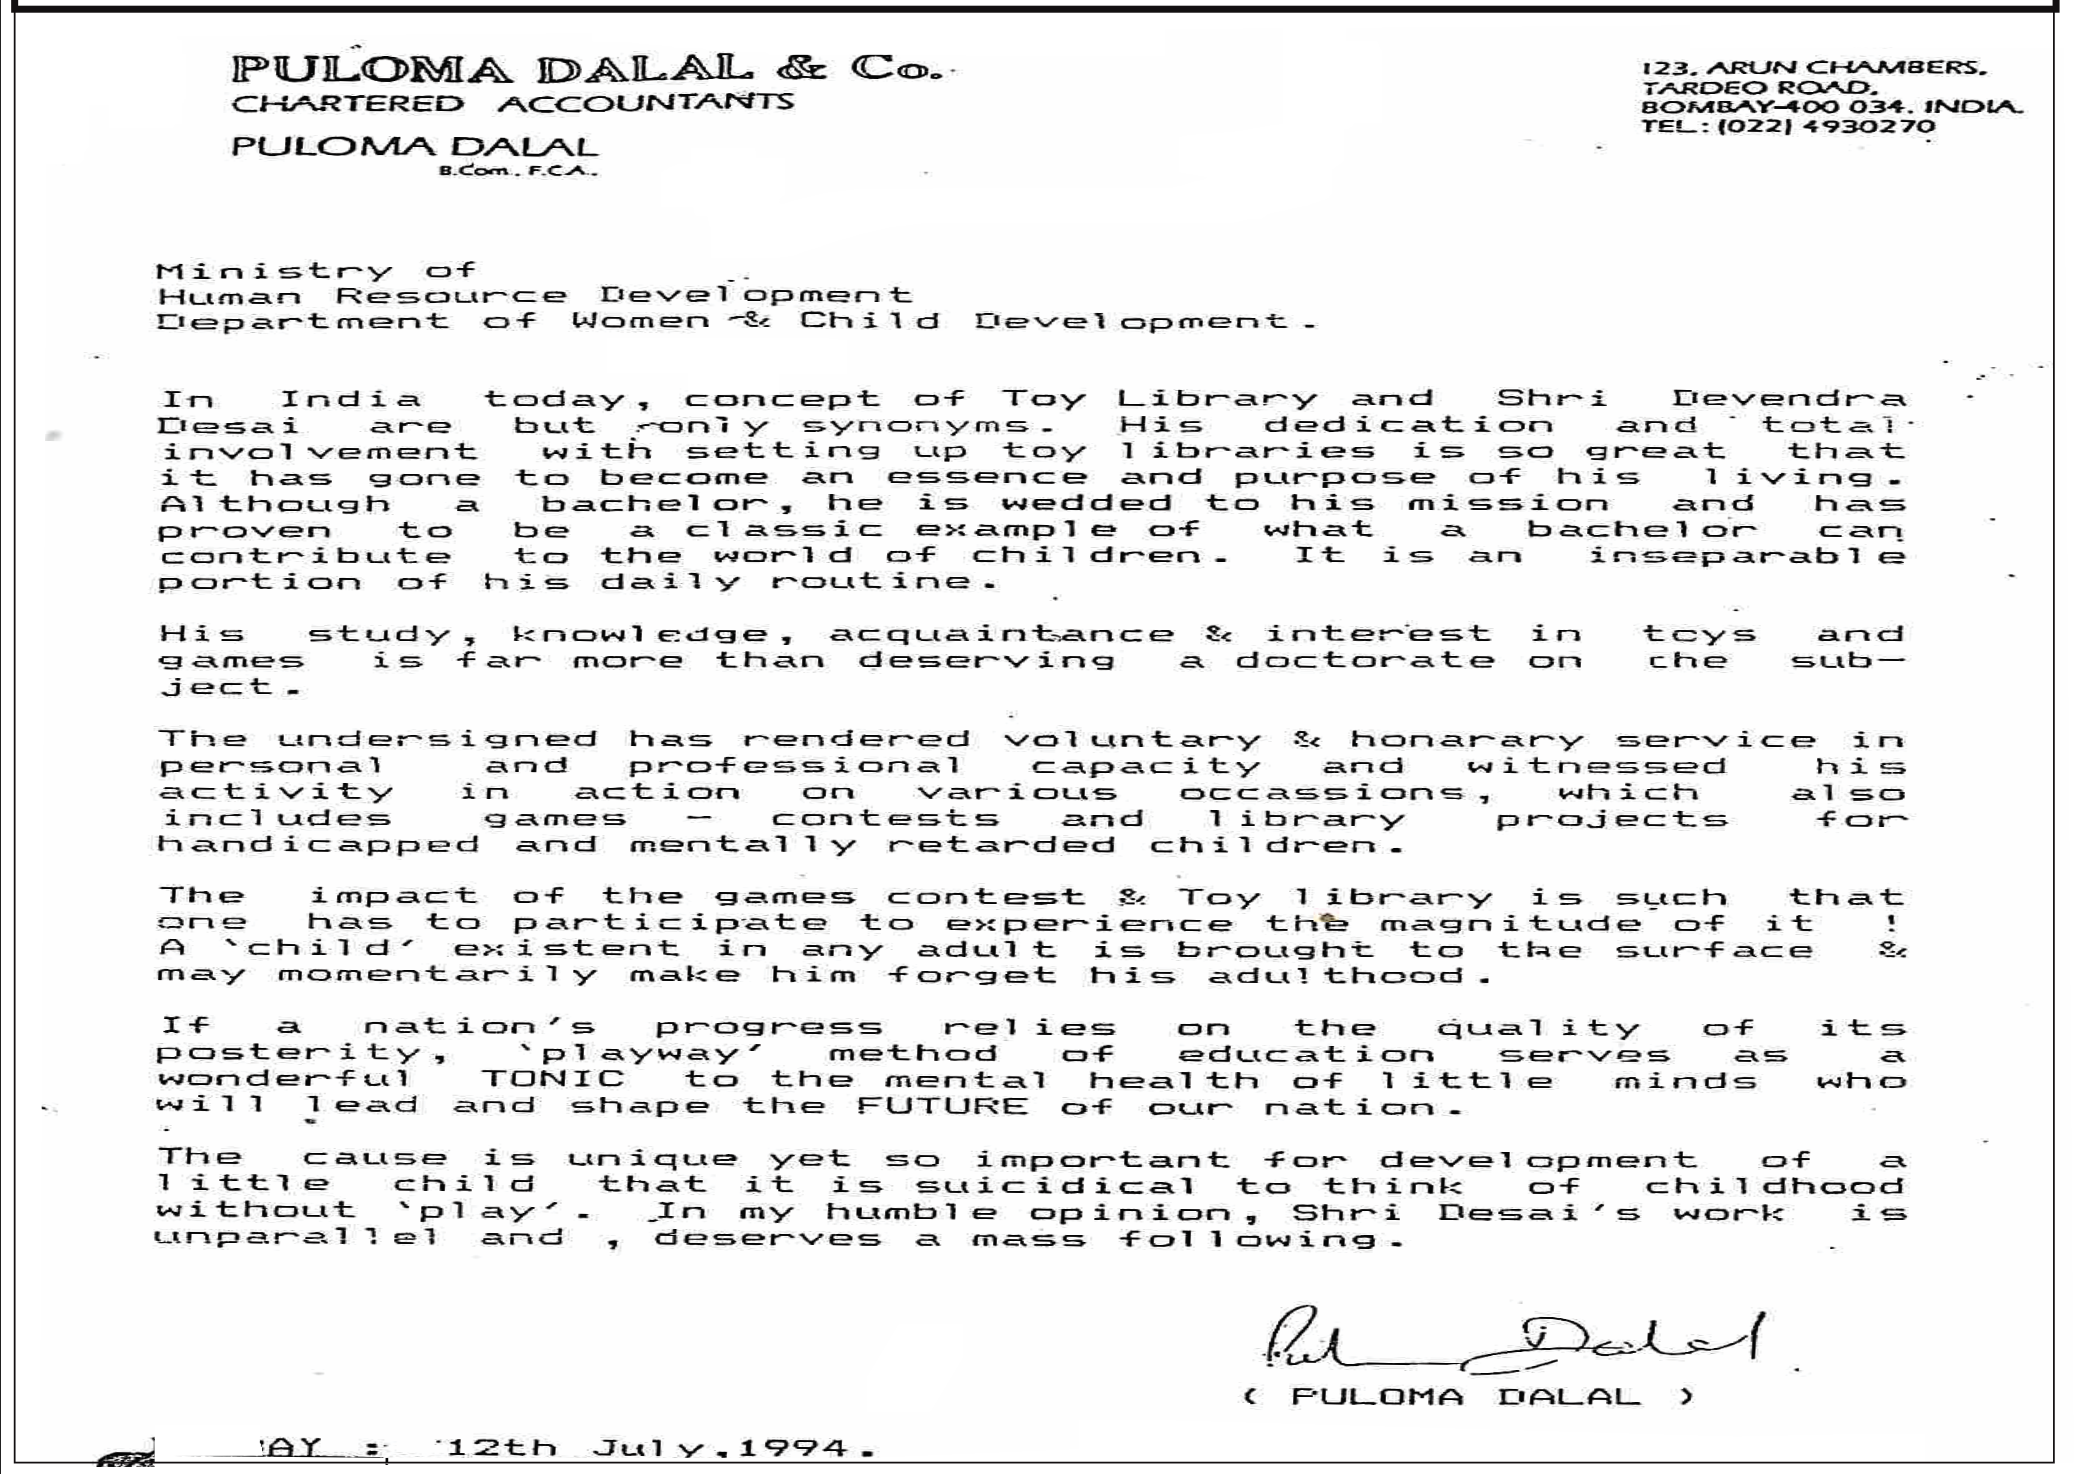 PULOMA DALAL & Co.
CHARTERED ACCOUNTANTS
PULOMA DALAL
B.Com. F.C.A.
123, ARUN CHAMBERS,
TARDEO ROAD,
BOMBAY-400 034. INDIA.
TEL: (022) 4930270
Ministry of
Human Resource Development
Department of Women & Child Development.
In India today, concept of Toy Library and Shri Devendra
Desai are but only synonyms. His dedication and total
involvement with setting up toy libraries is so great that
it has gone to become an essence and purpose of his living.
Although a bachelor, he is wedded to his mission and has
proven to be a classic example of what a bachelor can
contribute to the world of children. It is an inseparable
portion of his daily routine.
His study, knowledge, acquaintance & interest in toys and
games is far more than deserving a doctorate on the sub-
ject.
The undersigned has rendered voluntary & honarary service in
personal and professional capacity and witnessed his
activity in action on various occassions, which also
includes games - contests and library projects for
handicapped and mentally retarded children.
The impact of the games contest & Toy library is such that
one has to participate to experience the magnitude of it !
A `child' existent in any adult is brought to the surface &
may momentarily make him forget his adulthood.
If a nation's progress relies on the quality of its
posterity, `playway' method of education serves as a
wonderful TONIC to the mental health of little minds who
will lead and shape the FUTURE of our nation.
The cause is unique yet so important for development of a
little child that it is suicidical to think of childhood
without `play'. In my humble opinion, Shri Desai's work is
unparallel and , deserves a mass following.
( PULOMA DALAL )
AY : 12th July,1994.